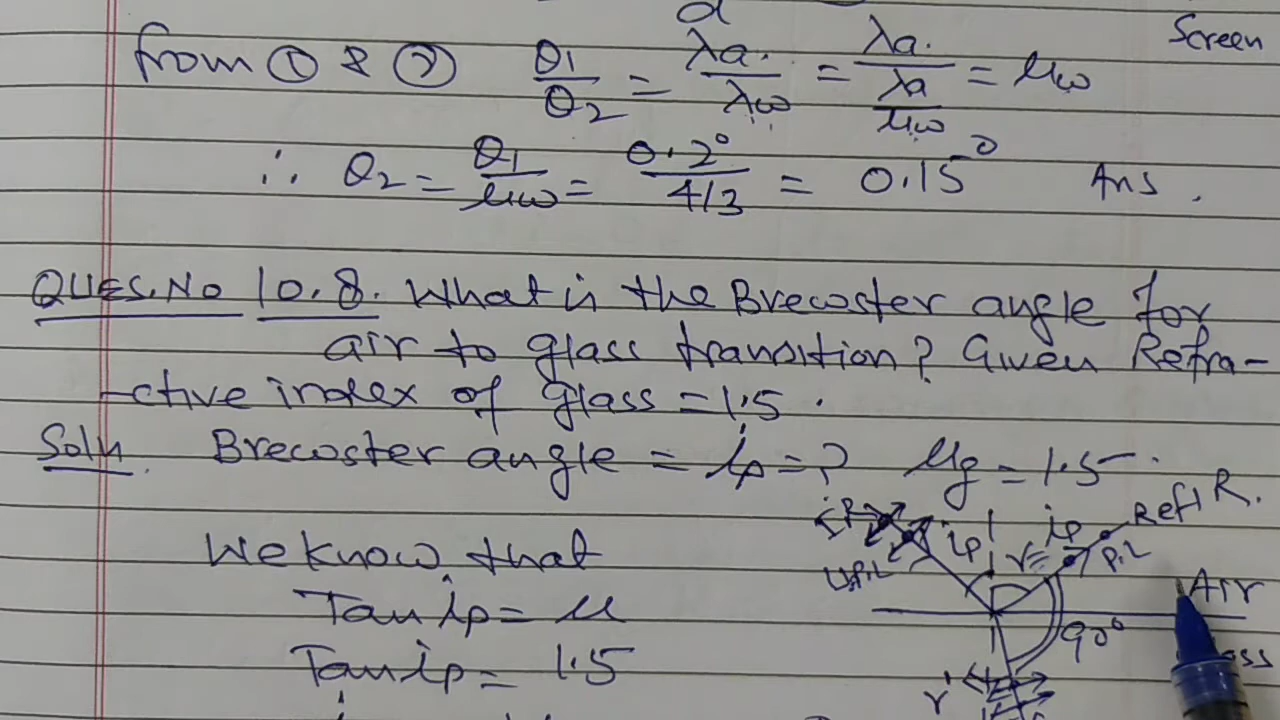 d
Screen
from ① & ② θ1/θ2 = λa./λω = λa./(λa/μω) = μω
∴ θ2 = θ1/μω = 0.2°/4/3 = 0.15° Ans.
QUES.NO 10.8. What is the Brewster angle for
air to glass transition? Given Refra-
-ctive index of glass = 1.5.
Soln. Brewster angle = ip = ? μg = 1.5.
I.R ip r= ip Refl R.
U.P.L P.L
We know that
Air
Tan ip = μ
90°
Tan ip = 1.5
r'